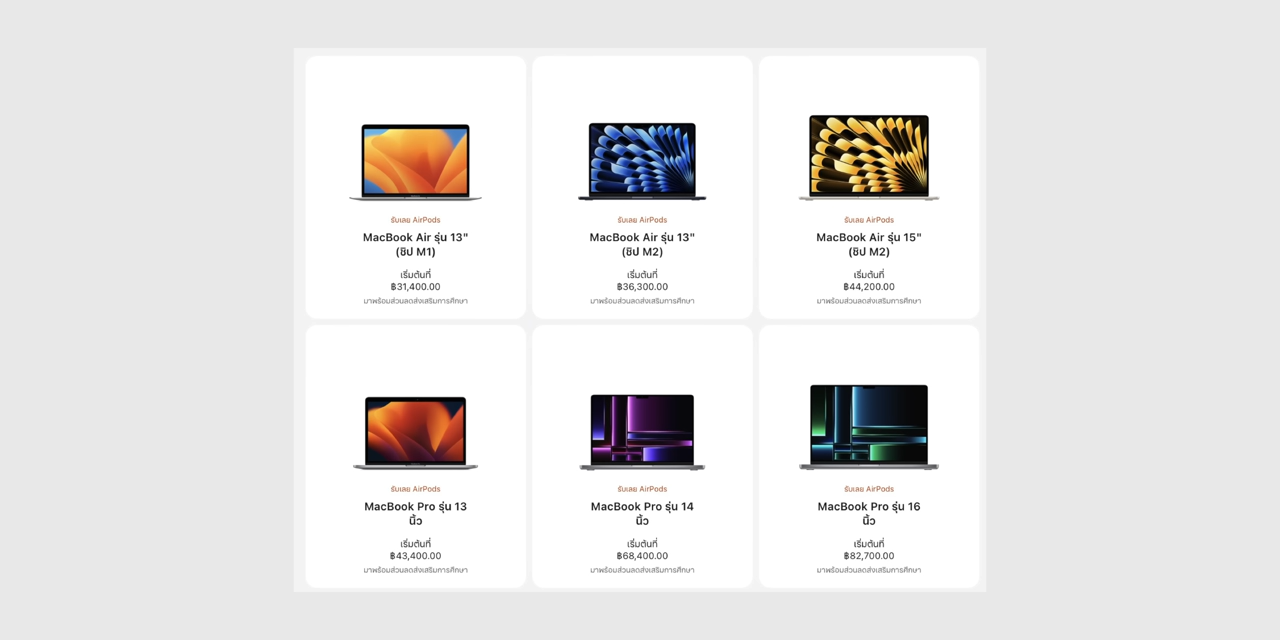 รับเลย AirPods
MacBook Air รุ่น 13"
(ชิป M1)
เริ่มต้นที่
฿31,400.00
มาพร้อมส่วนลดส่งเสริมการศึกษา
รับเลย AirPods
MacBook Air รุ่น 13"
(ชิป M2)
เริ่มต้นที่
฿36,300.00
มาพร้อมส่วนลดส่งเสริมการศึกษา
รับเลย AirPods
MacBook Air รุ่น 15"
(ชิป M2)
เริ่มต้นที่
฿44,200.00
มาพร้อมส่วนลดส่งเสริมการศึกษา
รับเลย AirPods
MacBook Pro รุ่น 13
นิ้ว
เริ่มต้นที่
฿43,400.00
มาพร้อมส่วนลดส่งเสริมการศึกษา
รับเลย AirPods
MacBook Pro รุ่น 14
นิ้ว
เริ่มต้นที่
฿68,400.00
มาพร้อมส่วนลดส่งเสริมการศึกษา
รับเลย AirPods
MacBook Pro รุ่น 16
นิ้ว
เริ่มต้นที่
฿82,700.00
มาพร้อมส่วนลดส่งเสริมการศึกษา